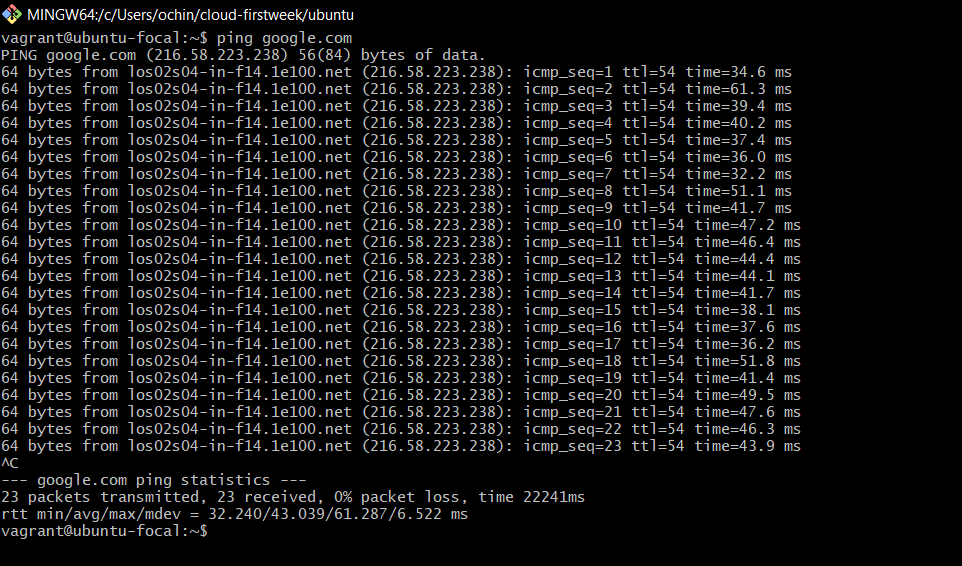 MINGW64:/c/Users/ochin/cloud-firstweek/ubuntu
vagrant@ubuntu-focal:~$ ping google.com
PING google.com (216.58.223.238) 56(84) bytes of data.
64 bytes from los02s04-in-f14.1e100.net (216.58.223.238): icmp_seq=1 ttl=54 time=34.6 ms
64 bytes from los02s04-in-f14.1e100.net (216.58.223.238): icmp_seq=2 ttl=54 time=61.3 ms
64 bytes from los02s04-in-f14.1e100.net (216.58.223.238): icmp_seq=3 ttl=54 time=39.4 ms
64 bytes from los02s04-in-f14.1e100.net (216.58.223.238): icmp_seq=4 ttl=54 time=40.2 ms
64 bytes from los02s04-in-f14.1e100.net (216.58.223.238): icmp_seq=5 ttl=54 time=37.4 ms
64 bytes from los02s04-in-f14.1e100.net (216.58.223.238): icmp_seq=6 ttl=54 time=36.0 ms
64 bytes from los02s04-in-f14.1e100.net (216.58.223.238): icmp_seq=7 ttl=54 time=32.2 ms
64 bytes from los02s04-in-f14.1e100.net (216.58.223.238): icmp_seq=8 ttl=54 time=51.1 ms
64 bytes from los02s04-in-f14.1e100.net (216.58.223.238): icmp_seq=9 ttl=54 time=41.7 ms
64 bytes from los02s04-in-f14.1e100.net (216.58.223.238): icmp_seq=10 ttl=54 time=47.2 ms
64 bytes from los02s04-in-f14.1e100.net (216.58.223.238): icmp_seq=11 ttl=54 time=46.4 ms
64 bytes from los02s04-in-f14.1e100.net (216.58.223.238): icmp_seq=12 ttl=54 time=44.4 ms
64 bytes from los02s04-in-f14.1e100.net (216.58.223.238): icmp_seq=13 ttl=54 time=44.1 ms
64 bytes from los02s04-in-f14.1e100.net (216.58.223.238): icmp_seq=14 ttl=54 time=41.7 ms
64 bytes from los02s04-in-f14.1e100.net (216.58.223.238): icmp_seq=15 ttl=54 time=38.1 ms
64 bytes from los02s04-in-f14.1e100.net (216.58.223.238): icmp_seq=16 ttl=54 time=37.6 ms
64 bytes from los02s04-in-f14.1e100.net (216.58.223.238): icmp_seq=17 ttl=54 time=36.2 ms
64 bytes from los02s04-in-f14.1e100.net (216.58.223.238): icmp_seq=18 ttl=54 time=51.8 ms
64 bytes from los02s04-in-f14.1e100.net (216.58.223.238): icmp_seq=19 ttl=54 time=41.4 ms
64 bytes from los02s04-in-f14.1e100.net (216.58.223.238): icmp_seq=20 ttl=54 time=49.5 ms
64 bytes from los02s04-in-f14.1e100.net (216.58.223.238): icmp_seq=21 ttl=54 time=47.6 ms
64 bytes from los02s04-in-f14.1e100.net (216.58.223.238): icmp_seq=22 ttl=54 time=46.3 ms
64 bytes from los02s04-in-f14.1e100.net (216.58.223.238): icmp_seq=23 ttl=54 time=43.9 ms
^C
--- google.com ping statistics ---
23 packets transmitted, 23 received, 0% packet loss, time 22241ms
rtt min/avg/max/mdev = 32.240/43.039/61.287/6.522 ms
vagrant@ubuntu-focal:~$